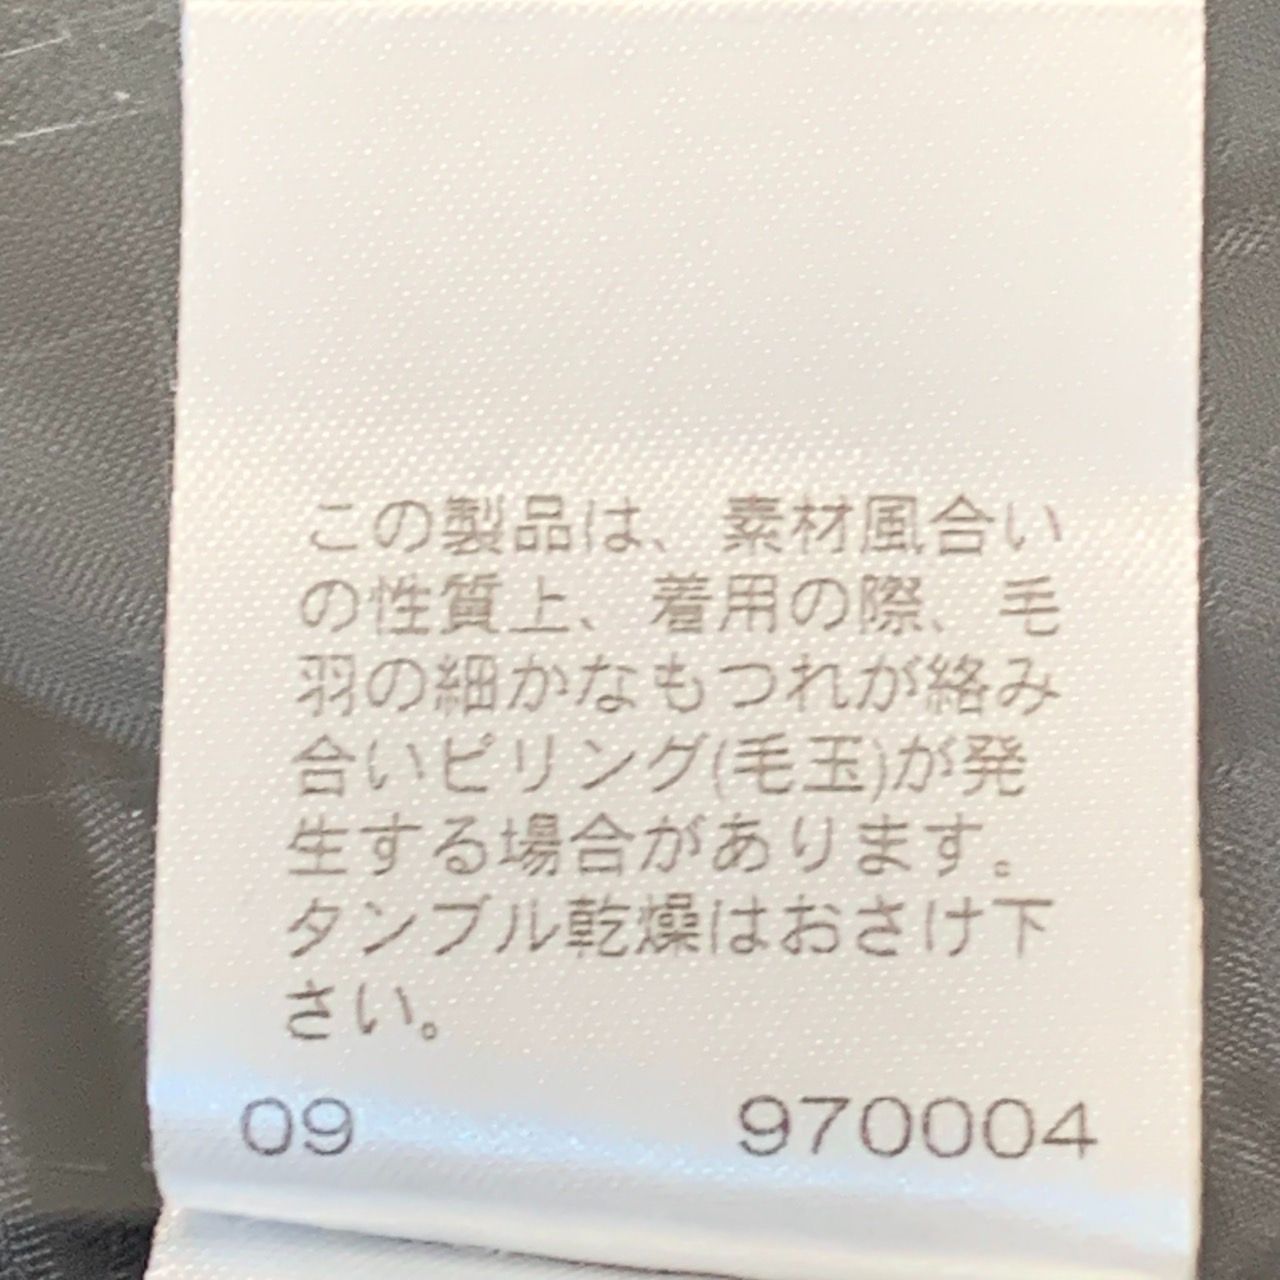 この製品は、素材風合い
の性質上、着用の際、毛
羽の細かなもつれが絡み
合いピリング(毛玉)が発
生する場合があります。
タンブル乾燥はおさけ下
さい。
09 970004